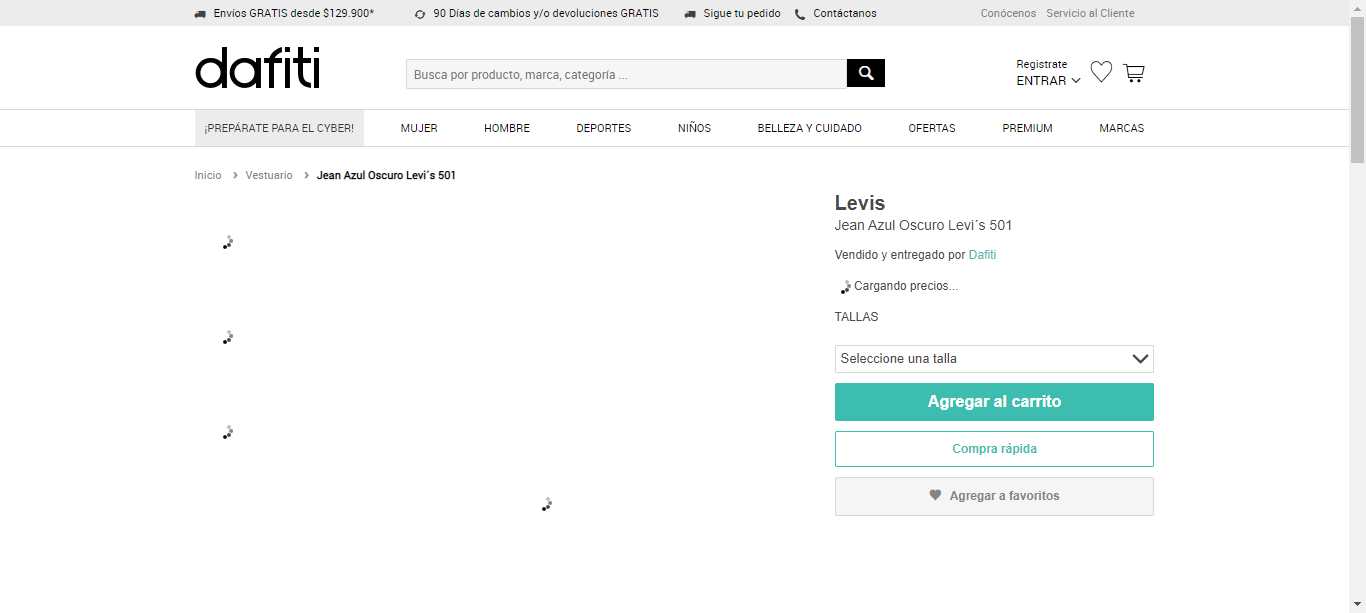 Envíos GRATIS desde $129.900*
90 Días de cambios y/o devoluciones GRATIS
Sigue tu pedido
Contáctanos
Conócenos
Servicio al Cliente
dafiti
Busca por producto, marca, categoría ...
Registrate
ENTRAR
¡PREPÁRATE PARA EL CYBER!
MUJER
HOMBRE
DEPORTES
NIÑOS
BELLEZA Y CUIDADO
OFERTAS
PREMIUM
MARCAS
Inicio › Vestuario › Jean Azul Oscuro Levi´s 501
Levis
Jean Azul Oscuro Levi´s 501
Vendido y entregado por Dafiti
Cargando precios...
TALLAS
Seleccione una talla
Agregar al carrito
Compra rápida
Agregar a favoritos